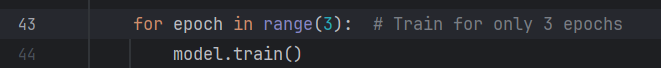 43 for epoch in range(3):  # Train for only 3 epochs
44 model.train()